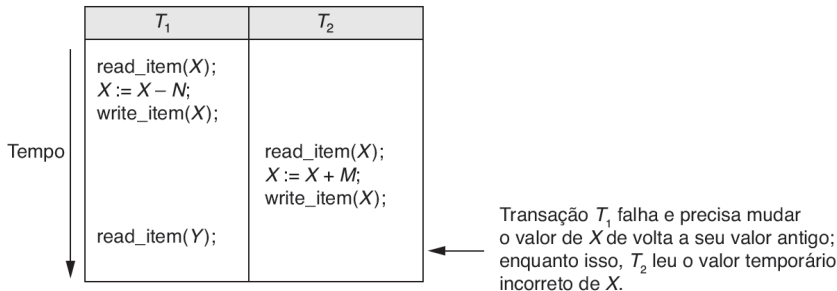 T1 T2
read_item(X);
X := X – N;
write_item(X);
Tempo
read_item(X);
X := X + M;
write_item(X);
read_item(Y);
Transação T1 falha e precisa mudar
o valor de X de volta a seu valor antigo;
enquanto isso, T2 leu o valor temporário
incorreto de X.